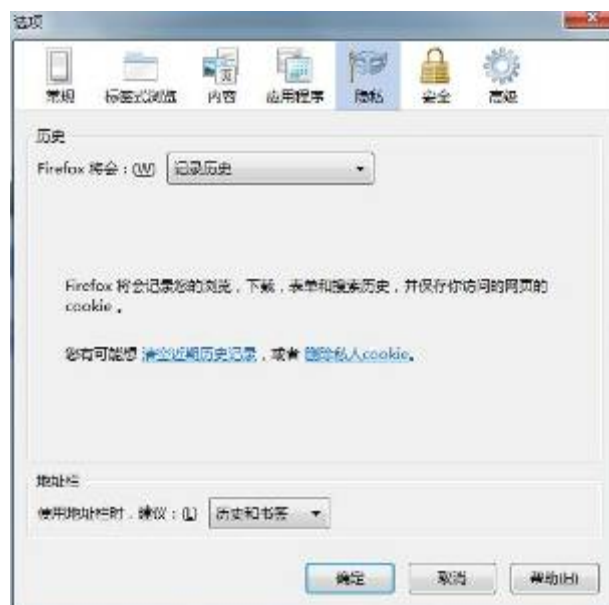 选项
常规 标签式浏览 内容 应用程序 隐私 安全 高级
历史
Firefox 将会：(W) 记录历史
Firefox 将会记录您的浏览，下载，表单和搜索历史，并保存你访问的网页的
cookie。
您有可能想 清空近期历史记录，或者 删除私人cookie。
地址栏
使用地址栏时，建议：(L) 历史和书签
确定 取消 帮助(H)